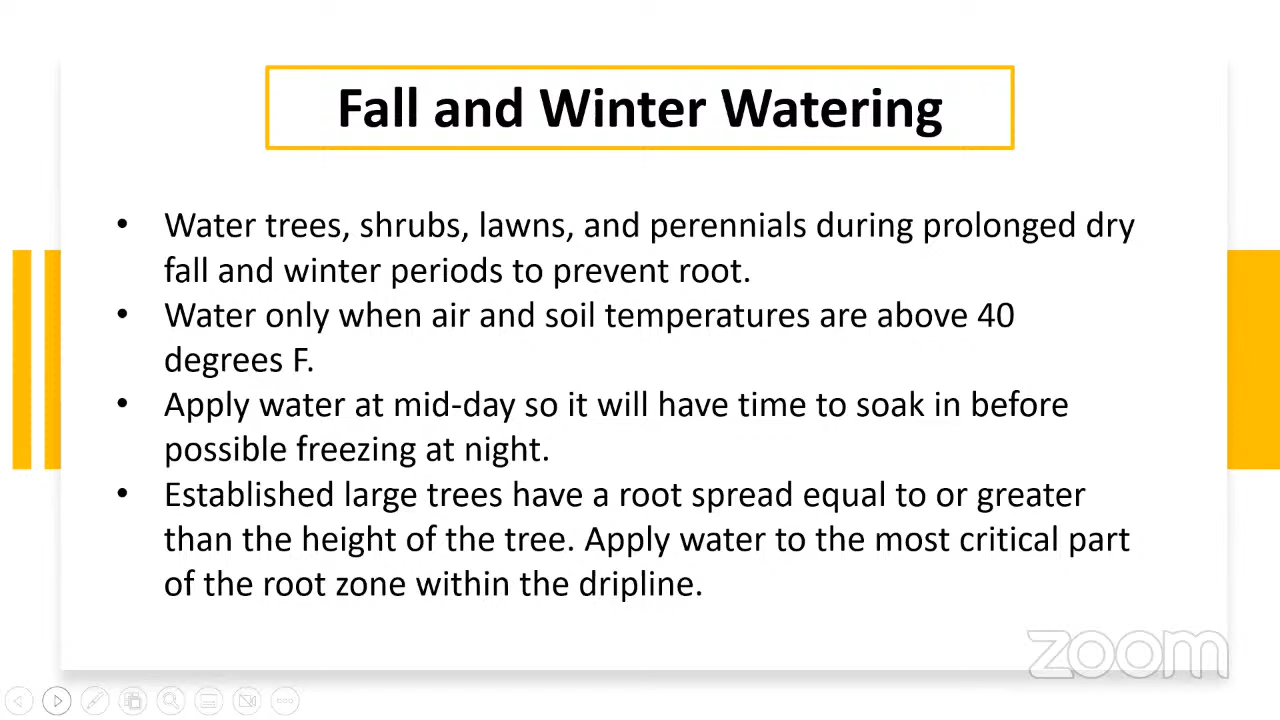 Fall and Winter Watering
• Water trees, shrubs, lawns, and perennials during prolonged dry
fall and winter periods to prevent root.
• Water only when air and soil temperatures are above 40
degrees F.
• Apply water at mid-day so it will have time to soak in before
possible freezing at night.
• Established large trees have a root spread equal to or greater
than the height of the tree. Apply water to the most critical part
of the root zone within the dripline.
zoom